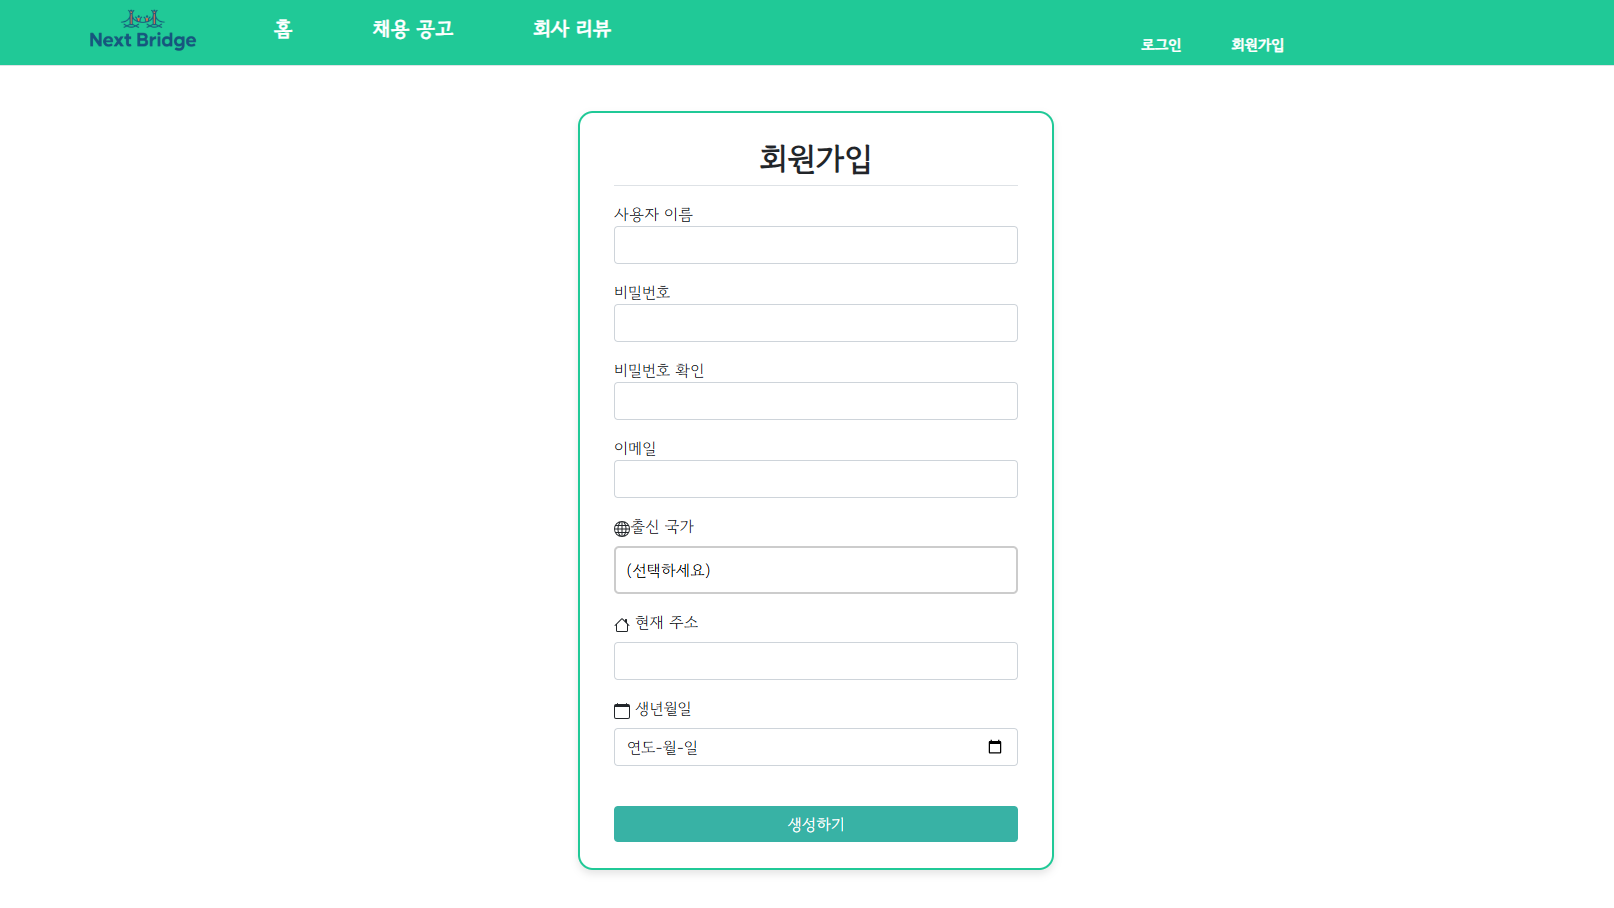 Next Bridge
홈
채용 공고
회사 리뷰
로그인
회원가입
회원가입
사용자 이름
비밀번호
비밀번호 확인
이메일
출신 국가
(선택하세요)
현재 주소
생년월일
연도-월-일
생성하기